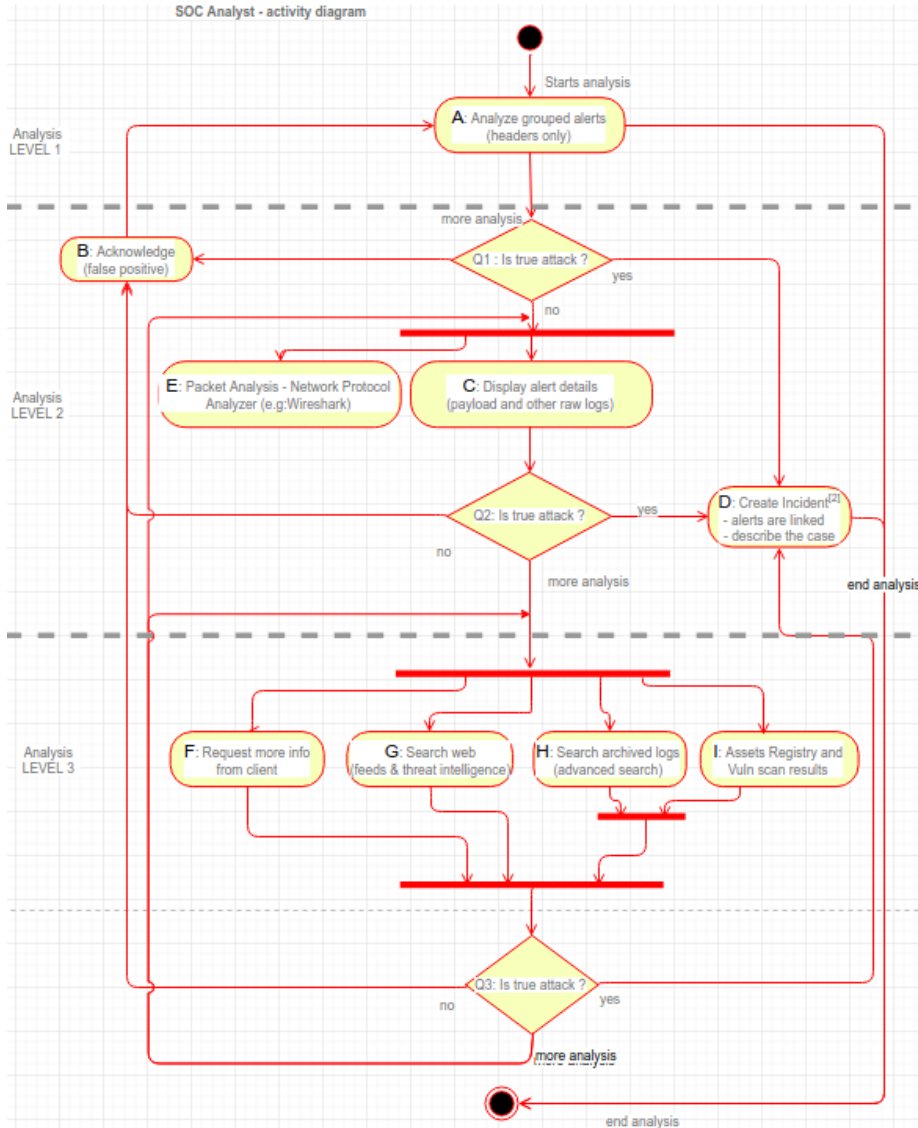 SOC Analyst - activity diagram
Starts analysis
A: Analyze grouped alerts
(headers only)
Analysis
LEVEL 1
more analysis
B: Acknowledge
(false positive)
Q1 : Is true attack ?
yes
no
E: Packet Analysis - Network Protocol
Analyzer (e.g:Wireshark)
C: Display alert details
(payload and other raw logs)
Analysis
LEVEL 2
D: Create Incident[2]
- alerts are linked
- describe the case
Q2: Is true attack ?
yes
no
more analysis
end analysis
Analysis
LEVEL 3
F: Request more info
from client
G: Search web
(feeds & threat intelligence)
H: Search archived logs
(advanced search)
I: Assets Registry and
Vuln scan results
Q3: Is true attack ?
no
yes
more analysis
end analysis